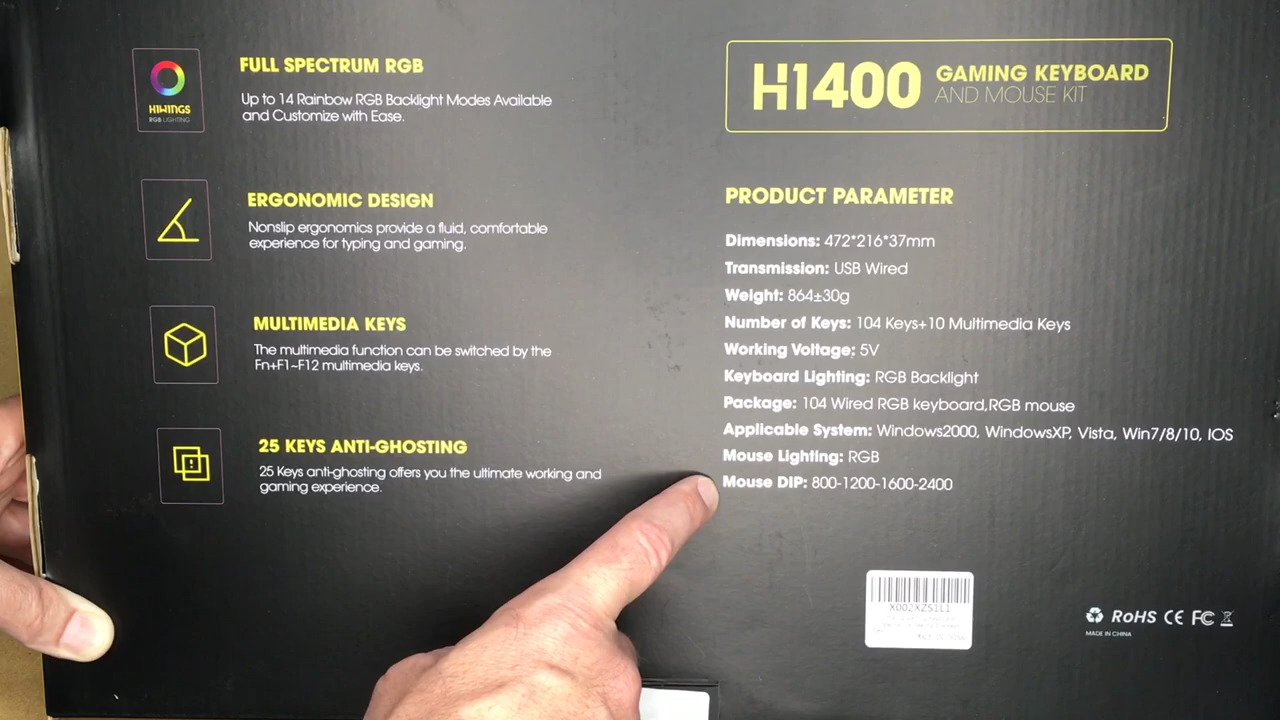 HIWINGS
RGB LIGHTING
FULL SPECTRUM RGB
Up to 14 Rainbow RGB Backlight Modes Available
and Customize with Ease.
ERGONOMIC DESIGN
Nonslip ergonomics provide a fluid, comfortable
experience for typing and gaming.
MULTIMEDIA KEYS
The multimedia function can be switched by the
Fn+F1~F12 multimedia keys.
25 KEYS ANTI-GHOSTING
25 Keys anti-ghosting offers you the ultimate working and
gaming experience.
H1400
GAMING KEYBOARD
AND MOUSE KIT
PRODUCT PARAMETER
Dimensions: 472*216*37mm
Transmission: USB Wired
Weight: 864±30g
Number of Keys: 104 Keys+10 Multimedia Keys
Working Voltage: 5V
Keyboard Lighting: RGB Backlight
Package: 104 Wired RGB keyboard,RGB mouse
Applicable System: Windows2000, WindowsXP, Vista, Win7/8/10, IOS
Mouse Lighting: RGB
Mouse DIP: 800-1200-1600-2400
X002XZS1L1
RoHS CE FC
MADE IN CHINA